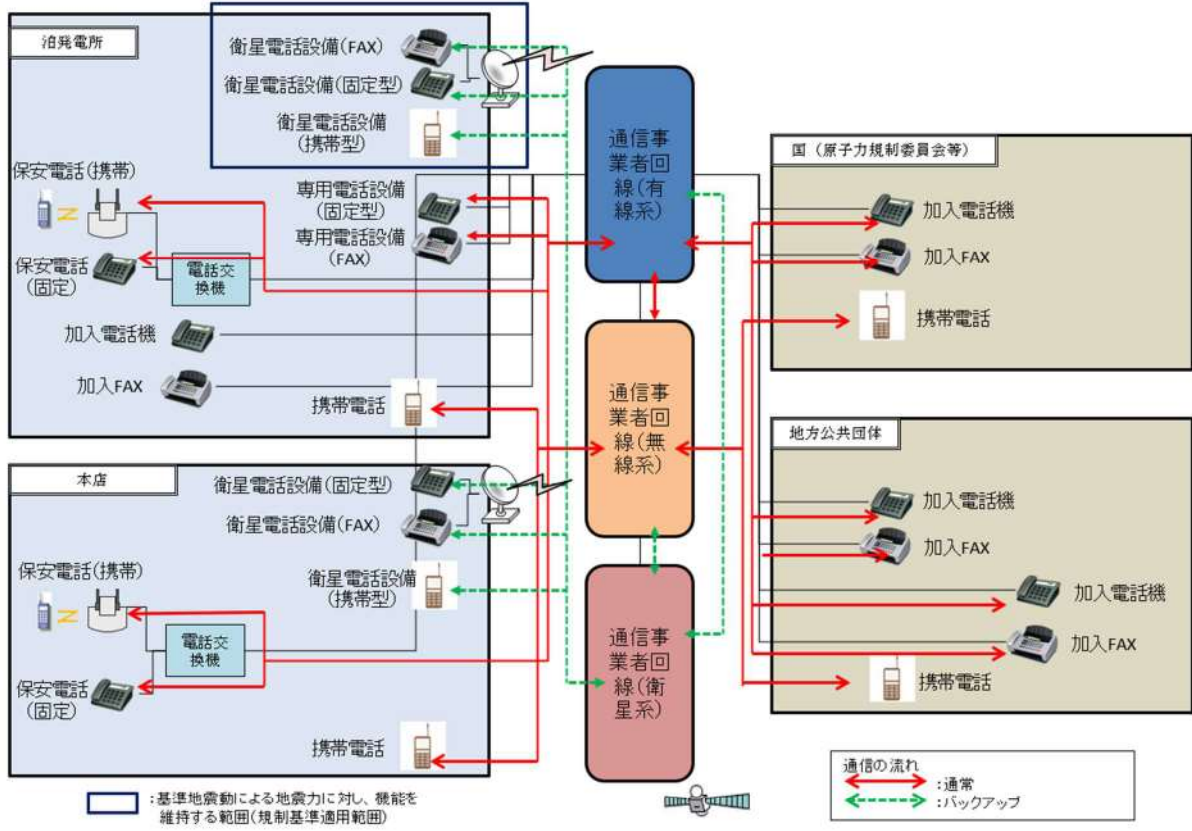 泊発電所
衛星電話設備(FAX)
衛星電話設備(固定型)
衛星電話設備
(携帯型)
保安電話(携帯)
専用電話設備
(固定型)
専用電話設備
(FAX)
保安電話
(固定)
電話交
換機
加入電話機
加入FAX
携帯電話
本店
衛星電話設備(固定型)
衛星電話設備(FAX)
保安電話(携帯)
衛星電話設備
(携帯型)
電話交
換機
保安電話
(固定)
携帯電話
通信事
業者回
線(有
線系)
通信事
業者回
線(無
線系)
通信事
業者回
線(衛
星系)
国（原子力規制委員会等）
加入電話機
加入FAX
携帯電話
地方公共団体
加入電話機
加入FAX
加入電話機
加入FAX
携帯電話
：基準地震動による地震力に対し、機能を
維持する範囲(規制基準適用範囲)
通信の流れ
：通常
：バックアップ